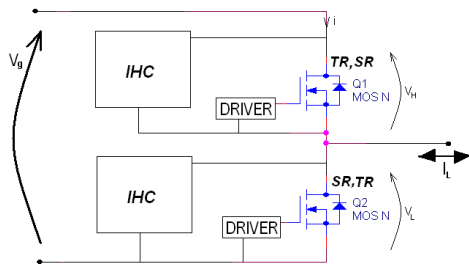 Vi
Vg
IHC
TR,SR
Q1
MOS N
DRIVER
VH
IL
IHC
SR,TR
Q2
MOS N
DRIVER
VL